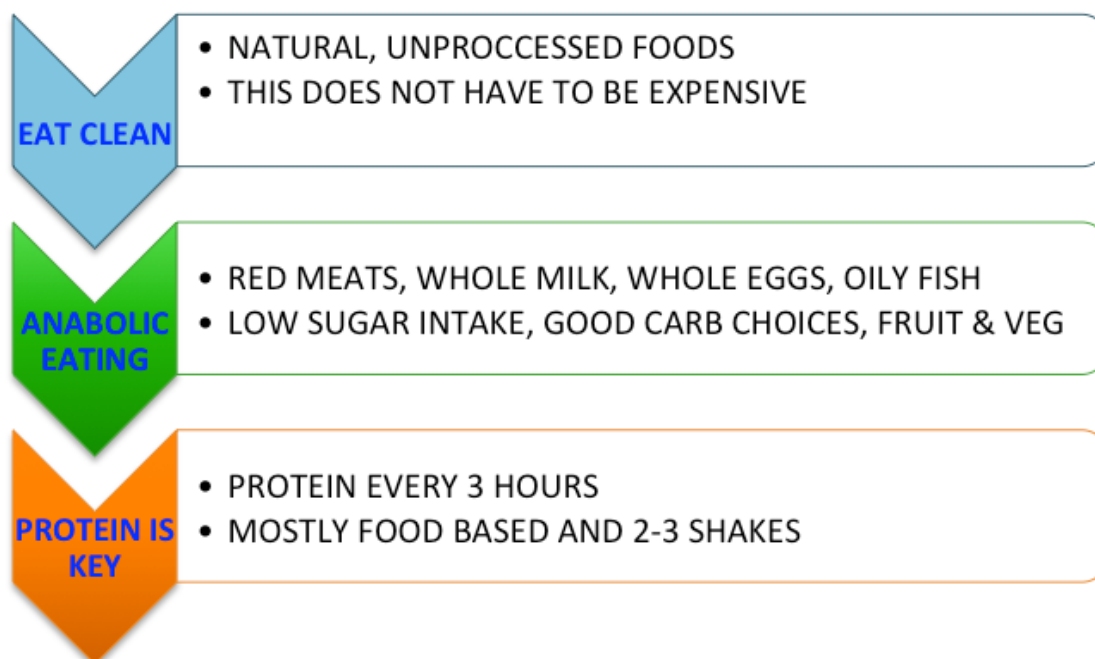 EAT CLEAN
• NATURAL, UNPROCCESSED FOODS
• THIS DOES NOT HAVE TO BE EXPENSIVE
ANABOLIC
EATING
• RED MEATS, WHOLE MILK, WHOLE EGGS, OILY FISH
• LOW SUGAR INTAKE, GOOD CARB CHOICES, FRUIT & VEG
PROTEIN IS
KEY
• PROTEIN EVERY 3 HOURS
• MOSTLY FOOD BASED AND 2-3 SHAKES